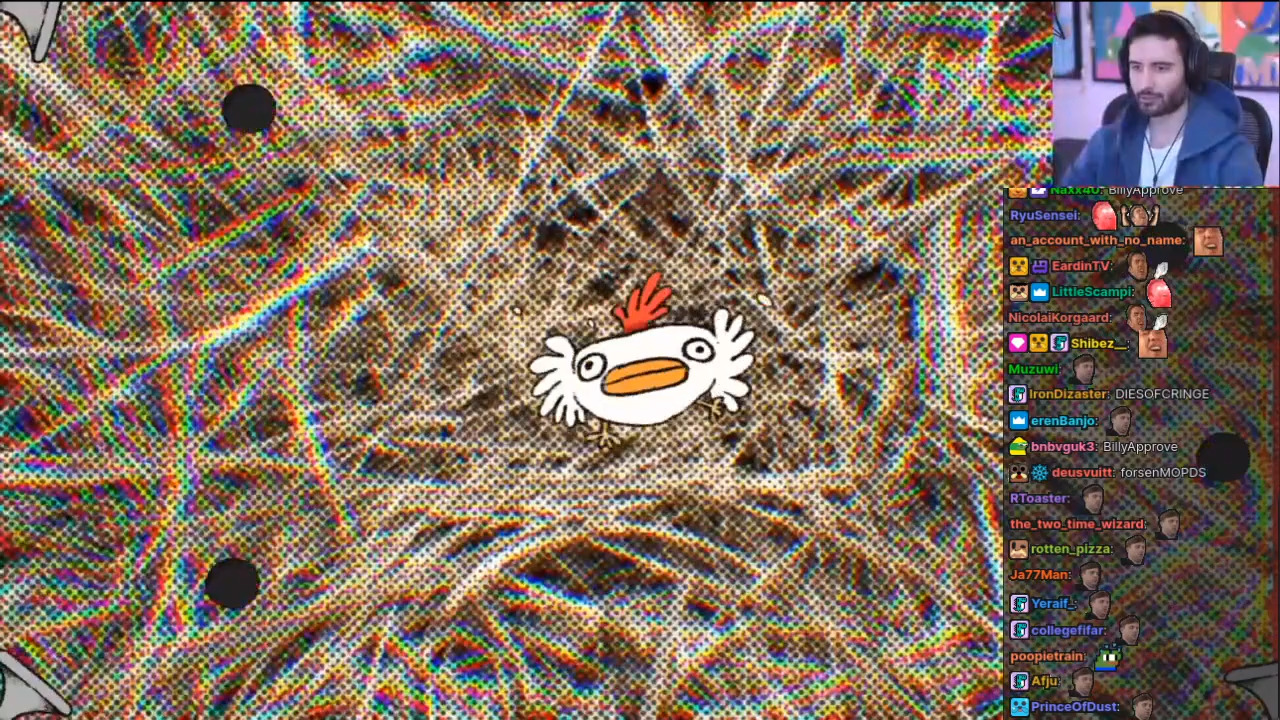 Naxx40: BillyApprove
RyuSensei:
an_account_with_no_name:
EardinTV:
LittleScampi:
NicolaiKorgaard:
Shibez__:
Muzuwi:
IronDizaster: DIESOFCRINGE
erenBanjo:
bnbvguk3: BillyApprove
deusvuitt: forsenMOPDS
RToaster:
the_two_time_wizard:
rotten_pizza:
Ja77Man:
Yeraif_:
collegefifar:
poopietrain:
Afju:
PrinceOfDust: